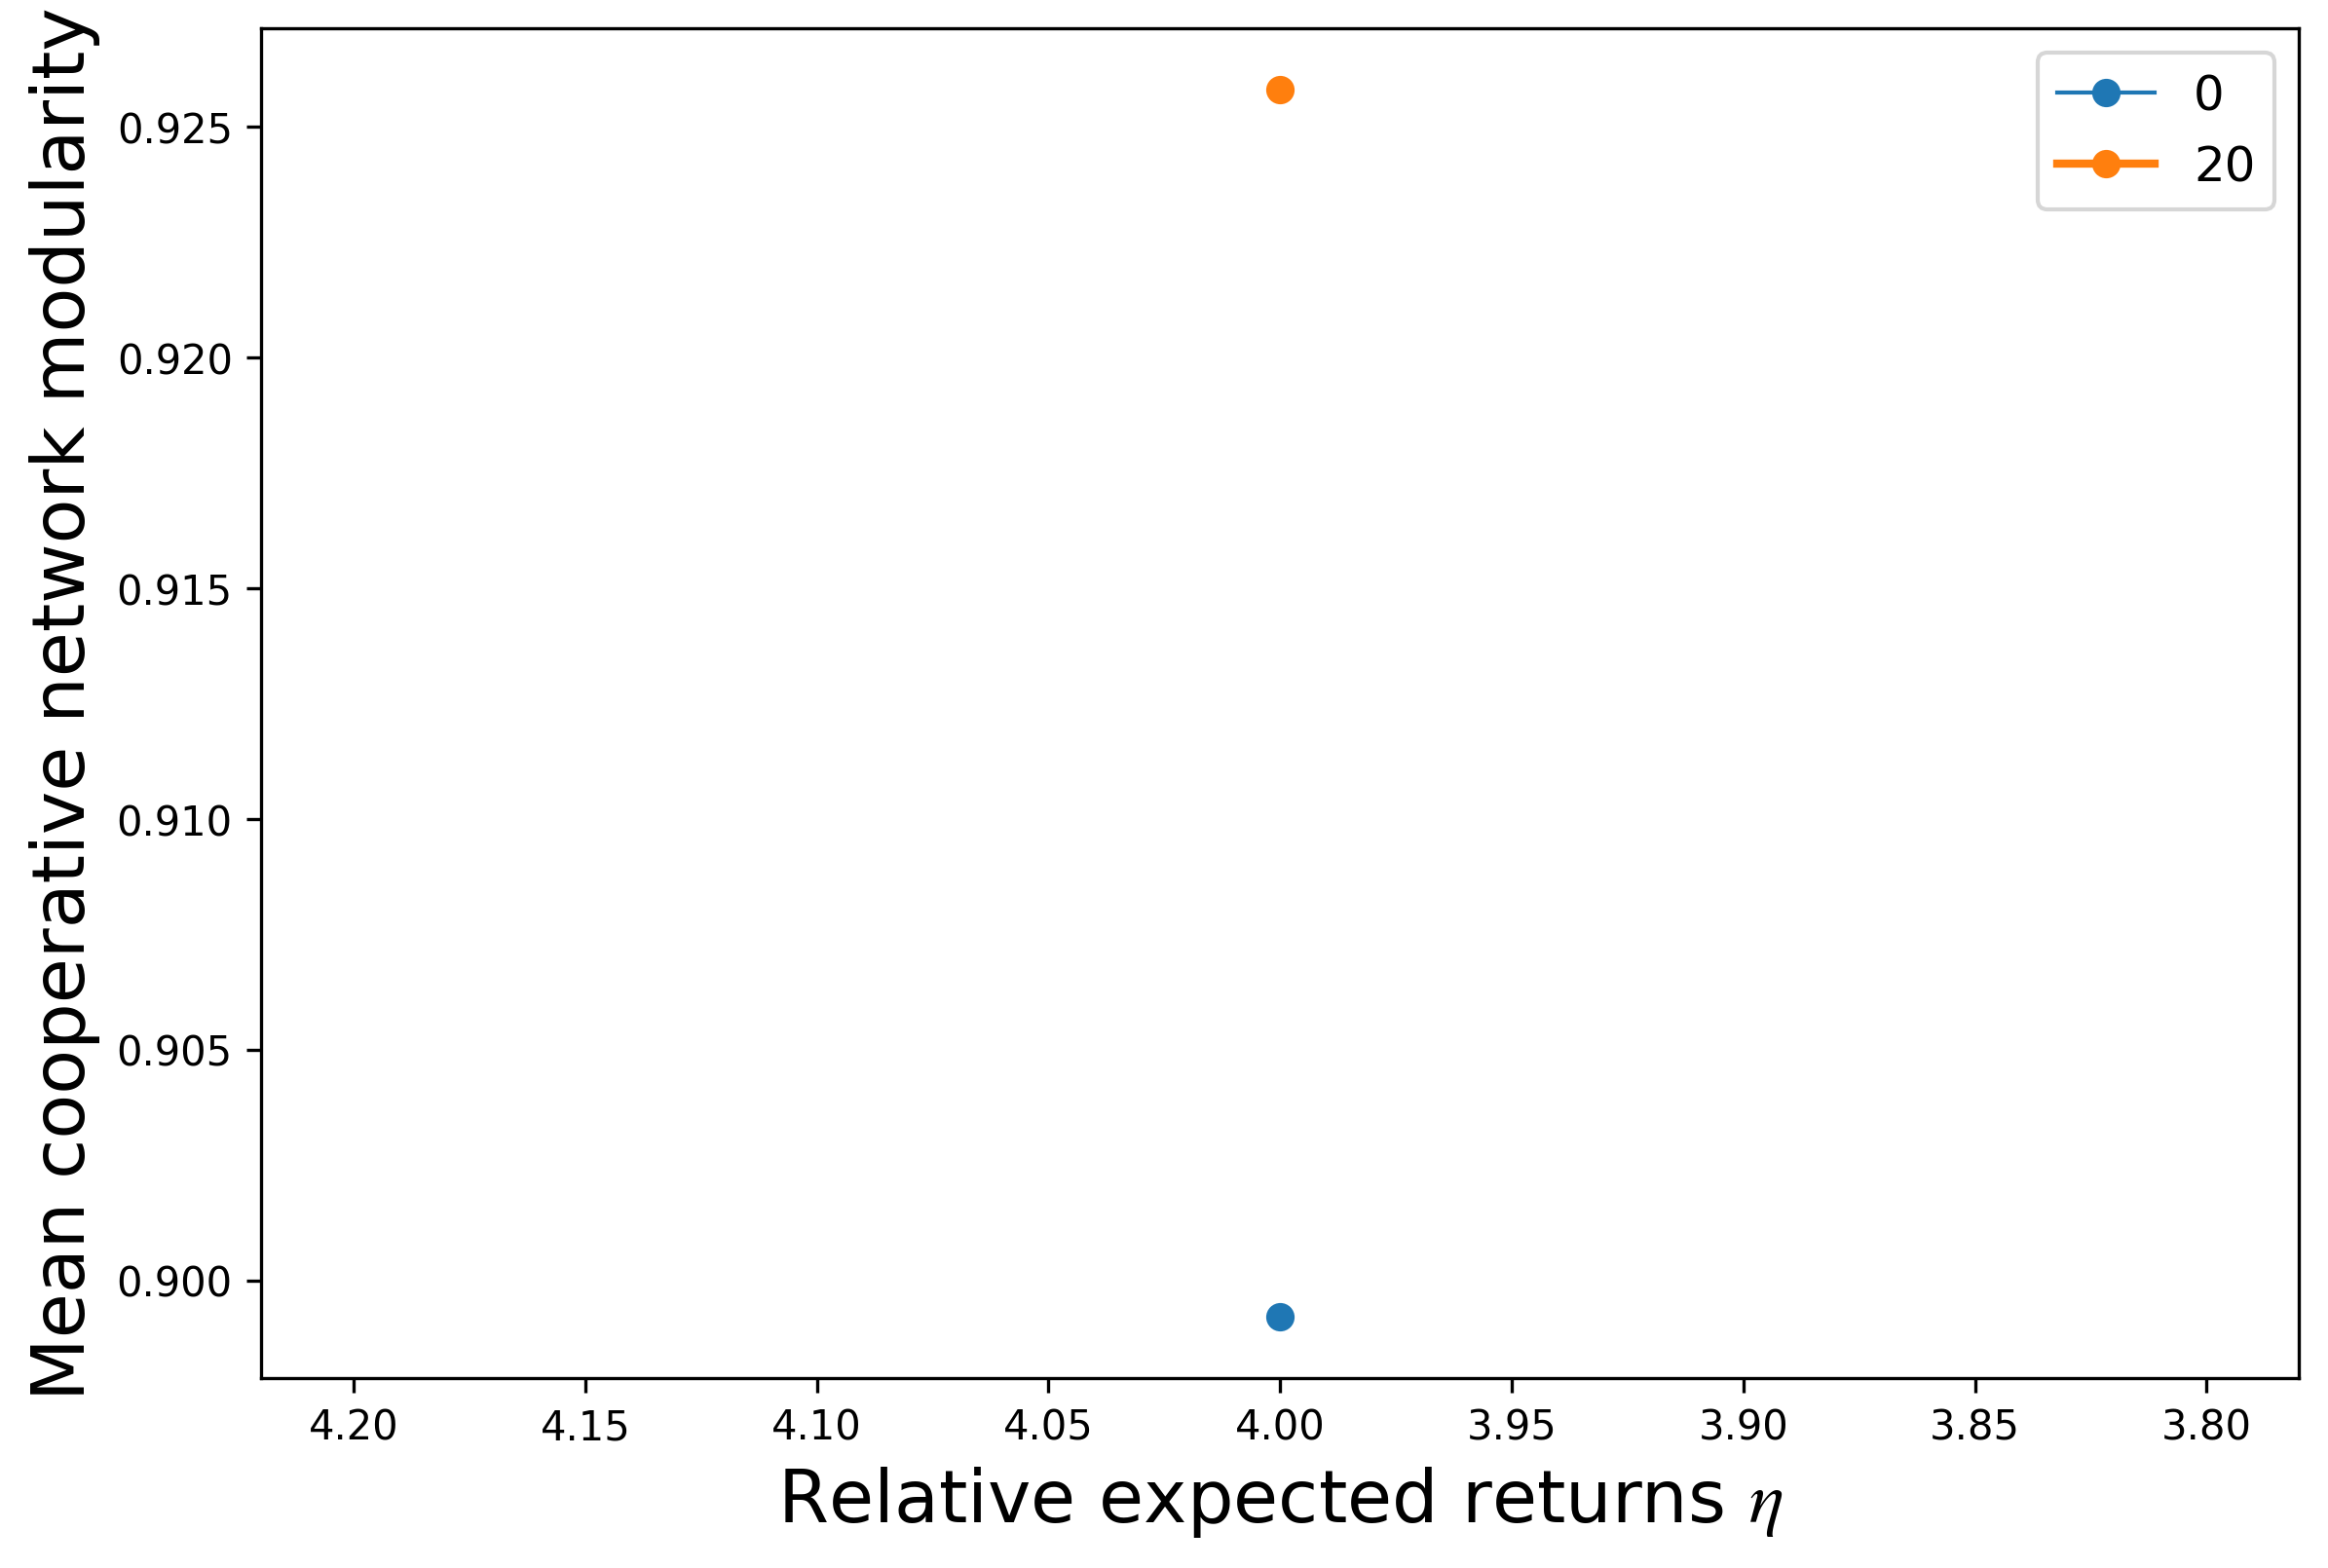 Mean cooperative network modularity
0.925
0.920
0.915
0.910
0.905
0.900
0
20
4.20 4.15 4.10 4.05 4.00 3.95 3.90 3.85 3.80
Relative expected returns η